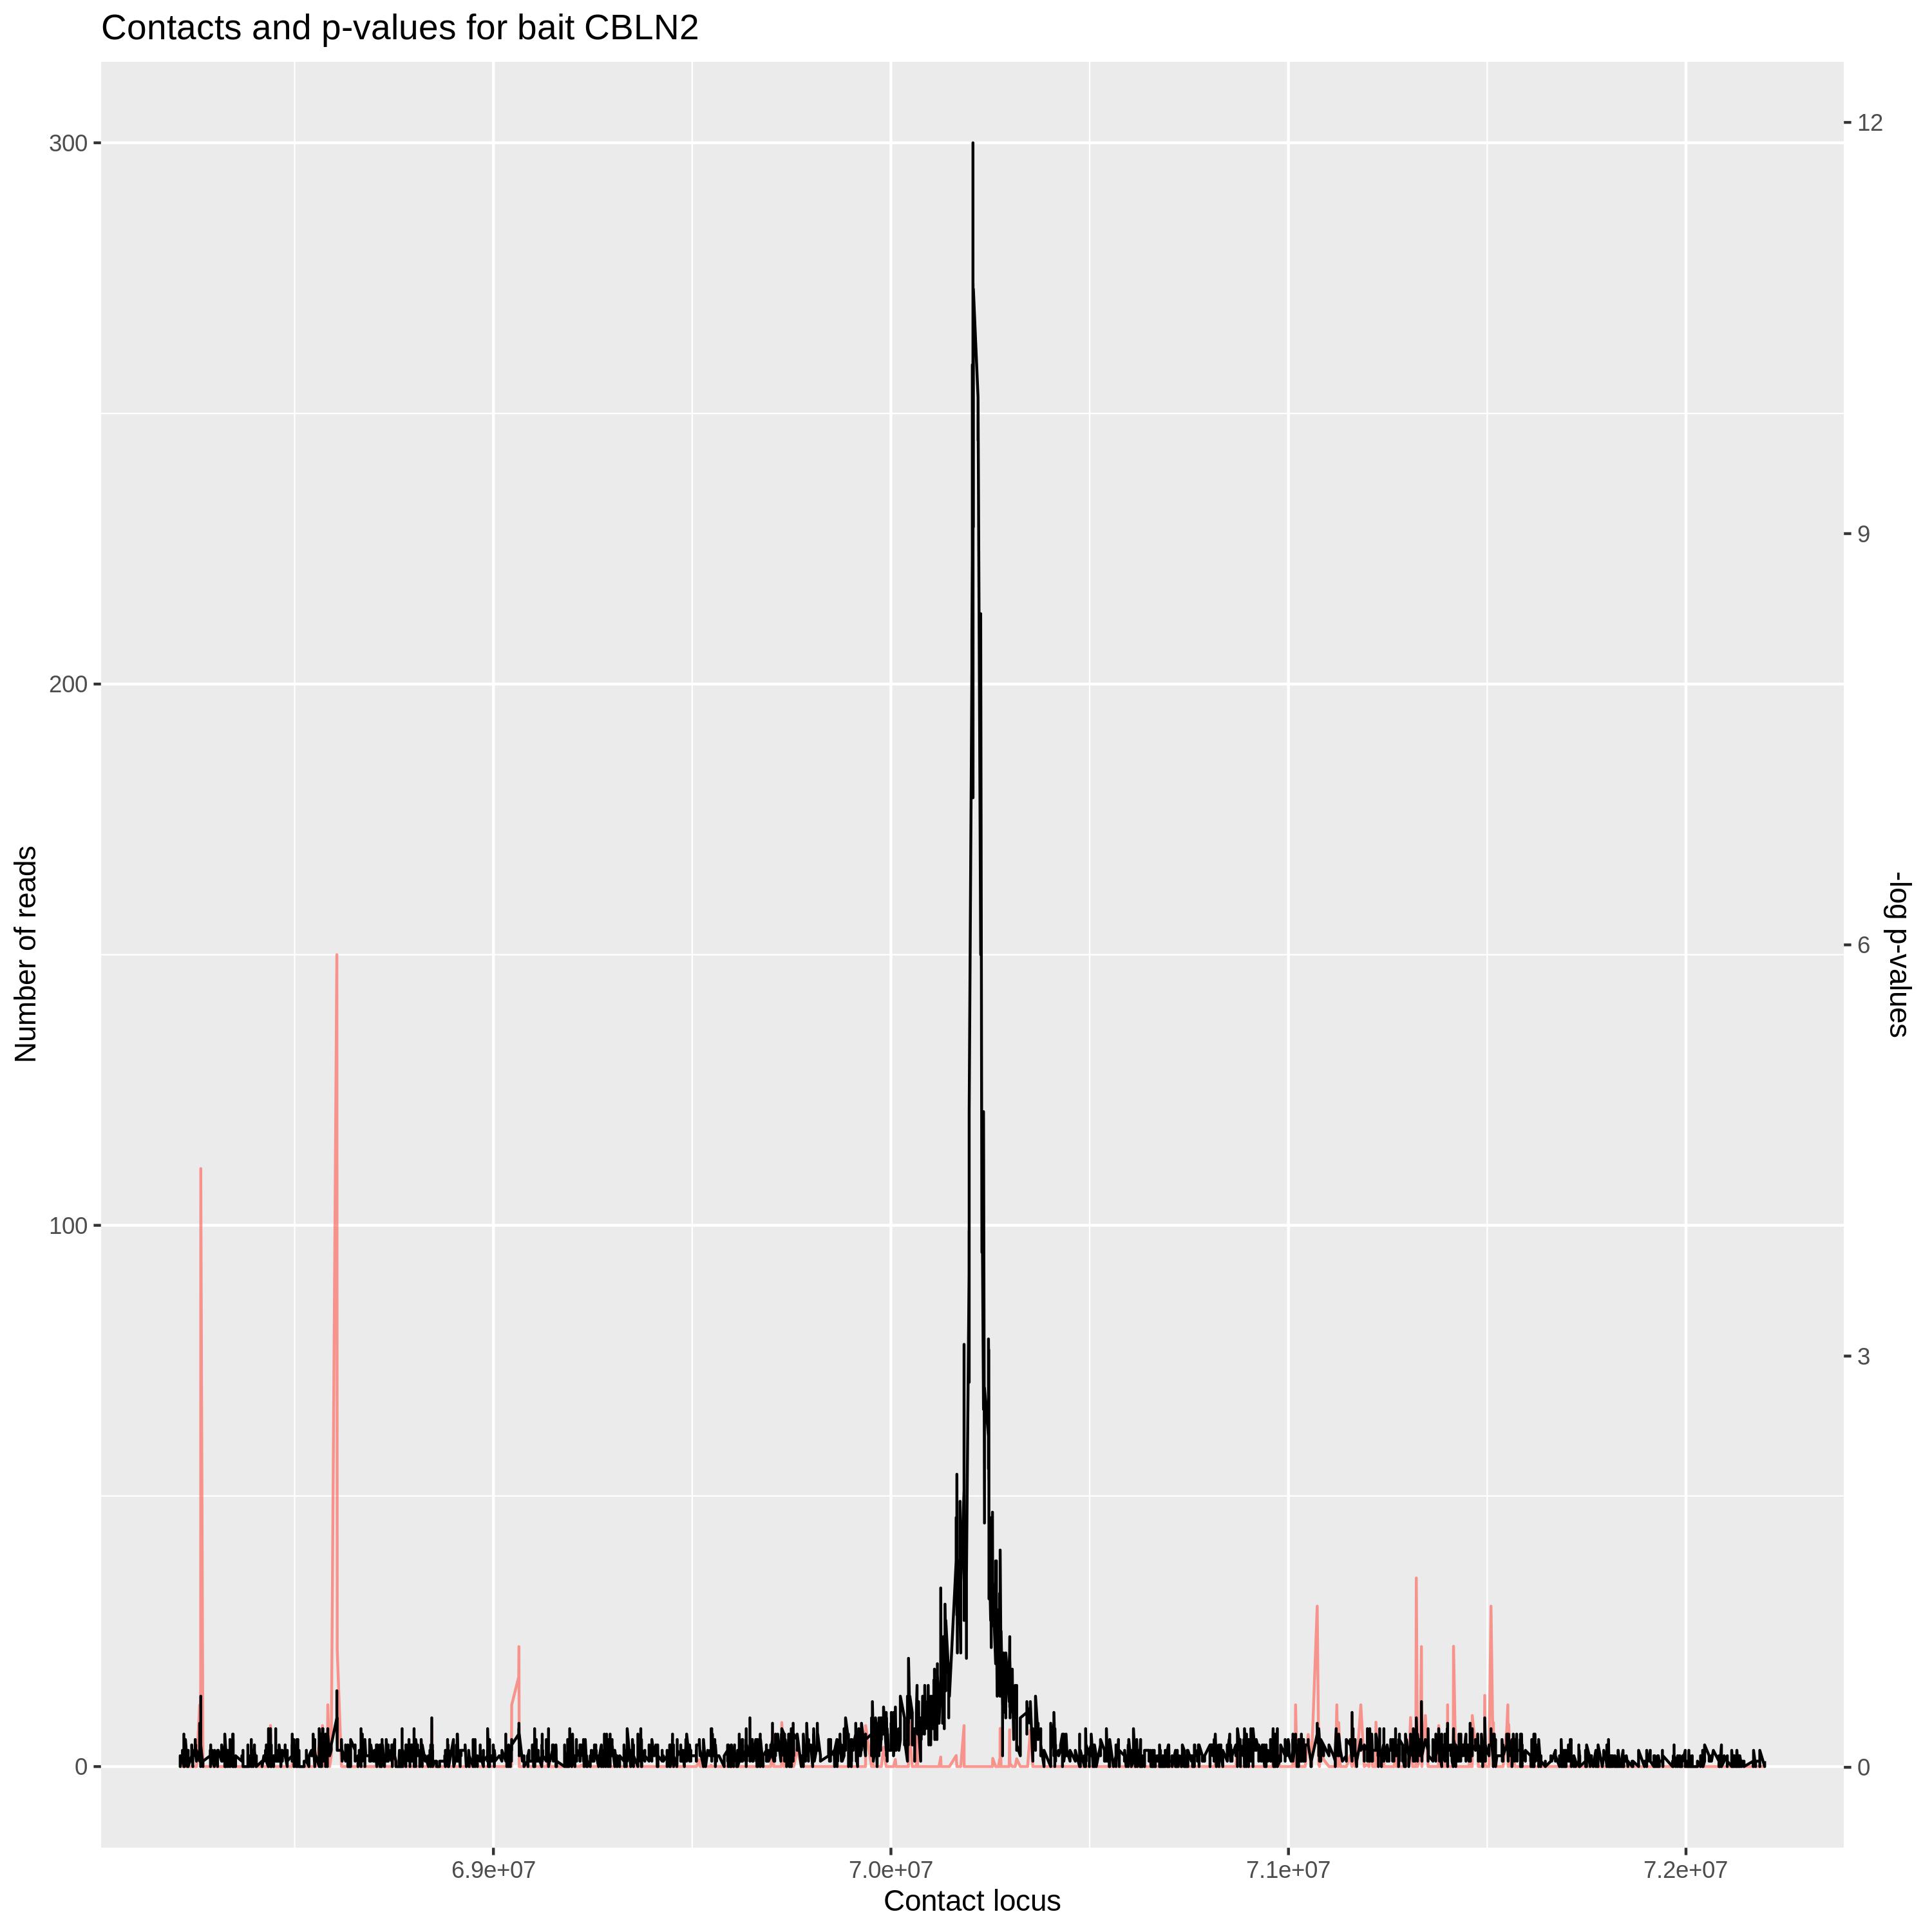 Contacts and p-values for bait CBLN2
300
200
100
0
12
9
6
3
0
Number of reads
-log p-values
6.9e+07
7.0e+07
7.1e+07
7.2e+07
Contact locus